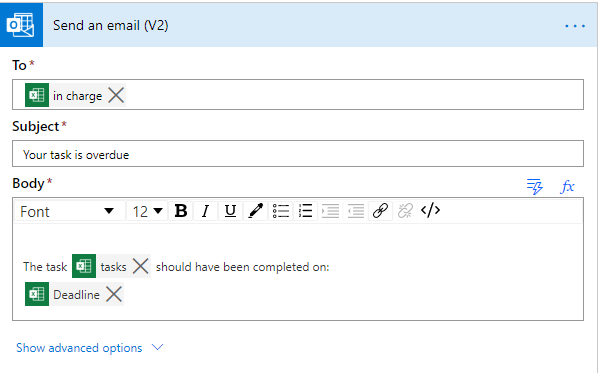 Send an email (V2)
To*
in charge
Subject*
Your task is overdue
Body*
fx
Font 12 B I U </>
The task tasks should have been completed on:
Deadline
Show advanced options